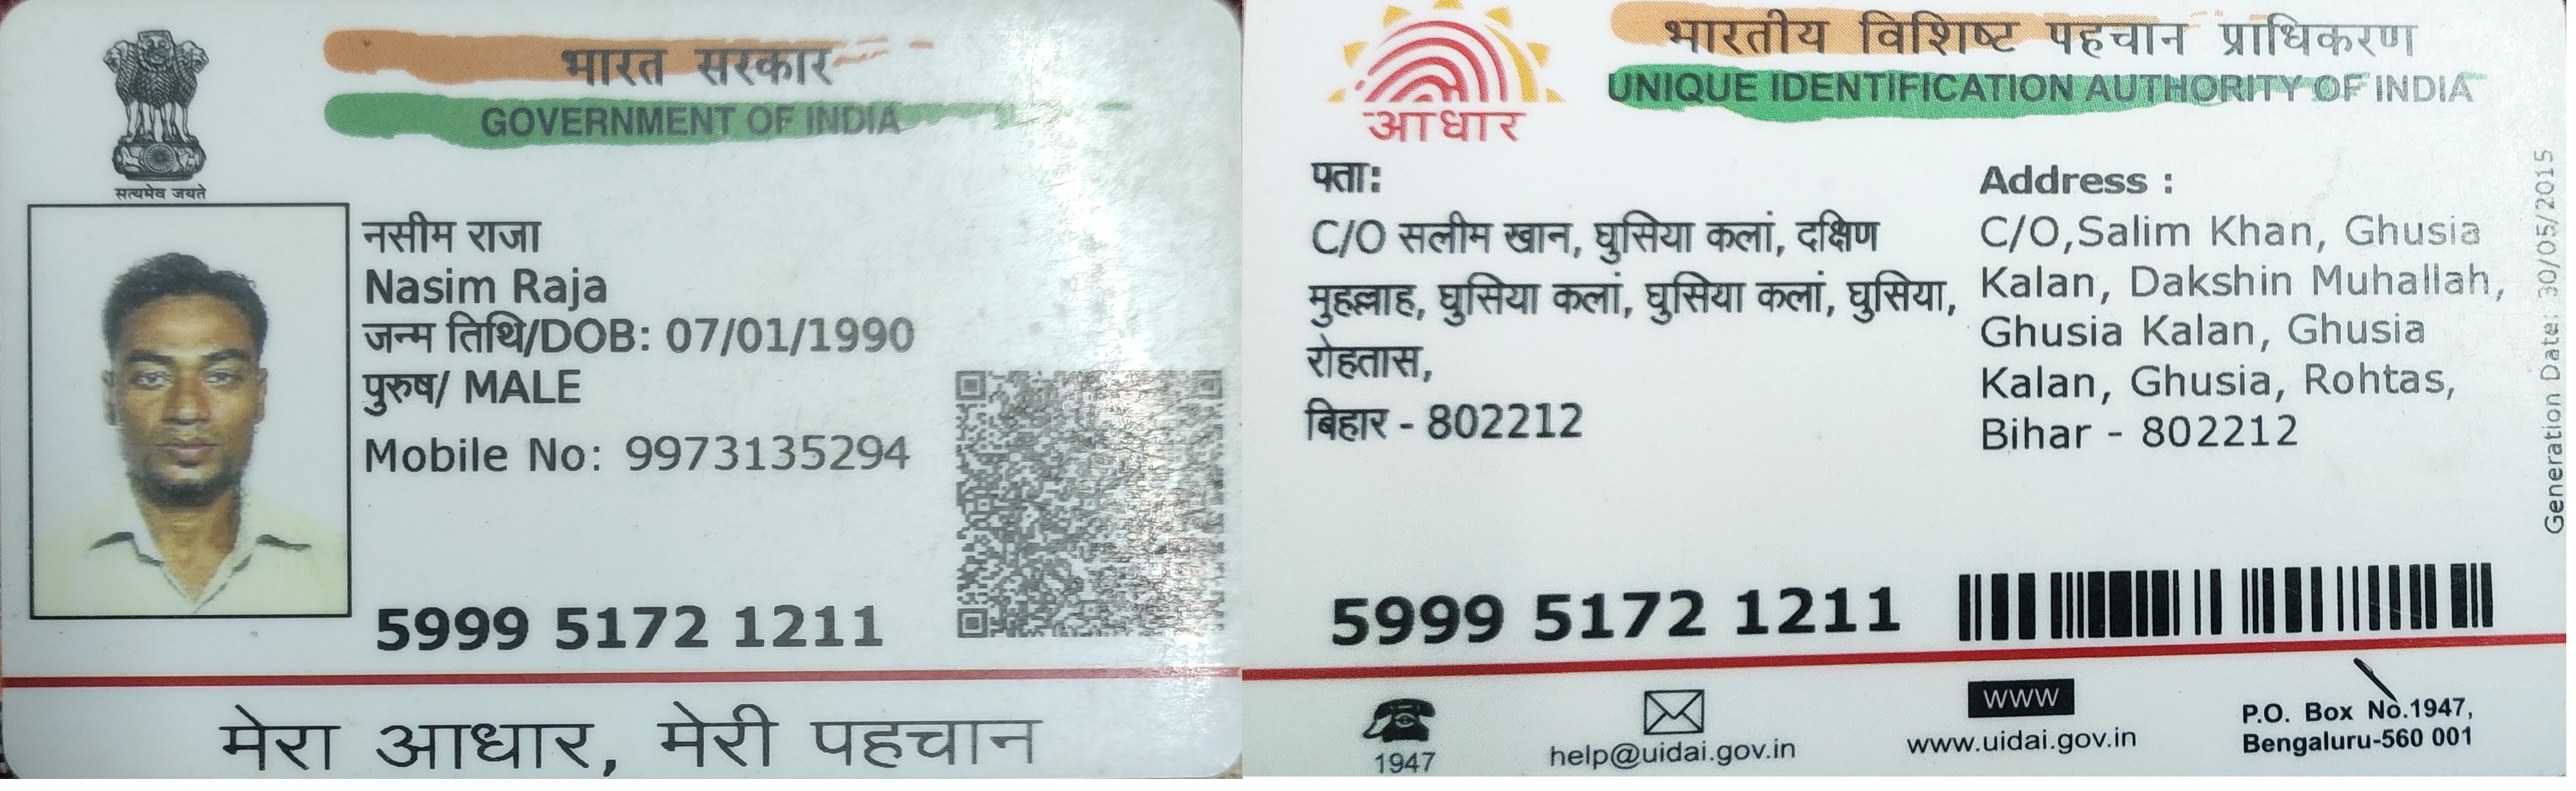 भारत सरकार
GOVERNMENT OF INDIA
सत्यमेव जयते
नसीम राजा
Nasim Raja
जन्म तिथि/DOB: 07/01/1990
पुरुष/ MALE
Mobile No: 9973135294
5999 5172 1211
मेरा आधार, मेरी पहचान
भारतीय विशिष्ट पहचान प्राधिकरण
UNIQUE IDENTIFICATION AUTHORITY OF INDIA
आधार
पता:
C/O सलीम खान, घुसिया कलां, दक्षिण
मुहल्लाह, घुसिया कलां, घुसिया कलां, घुसिया,
रोहतास,
बिहार - 802212
Address :
C/O,Salim Khan, Ghusia
Kalan, Dakshin Muhallah,
Ghusia Kalan, Ghusia
Kalan, Ghusia, Rohtas,
Bihar - 802212
Generation Date: 30/05/2015
5999 5172 1211
1947
help@uidai.gov.in
WWW
www.uidai.gov.in
P.O. Box No.1947,
Bengaluru-560 001